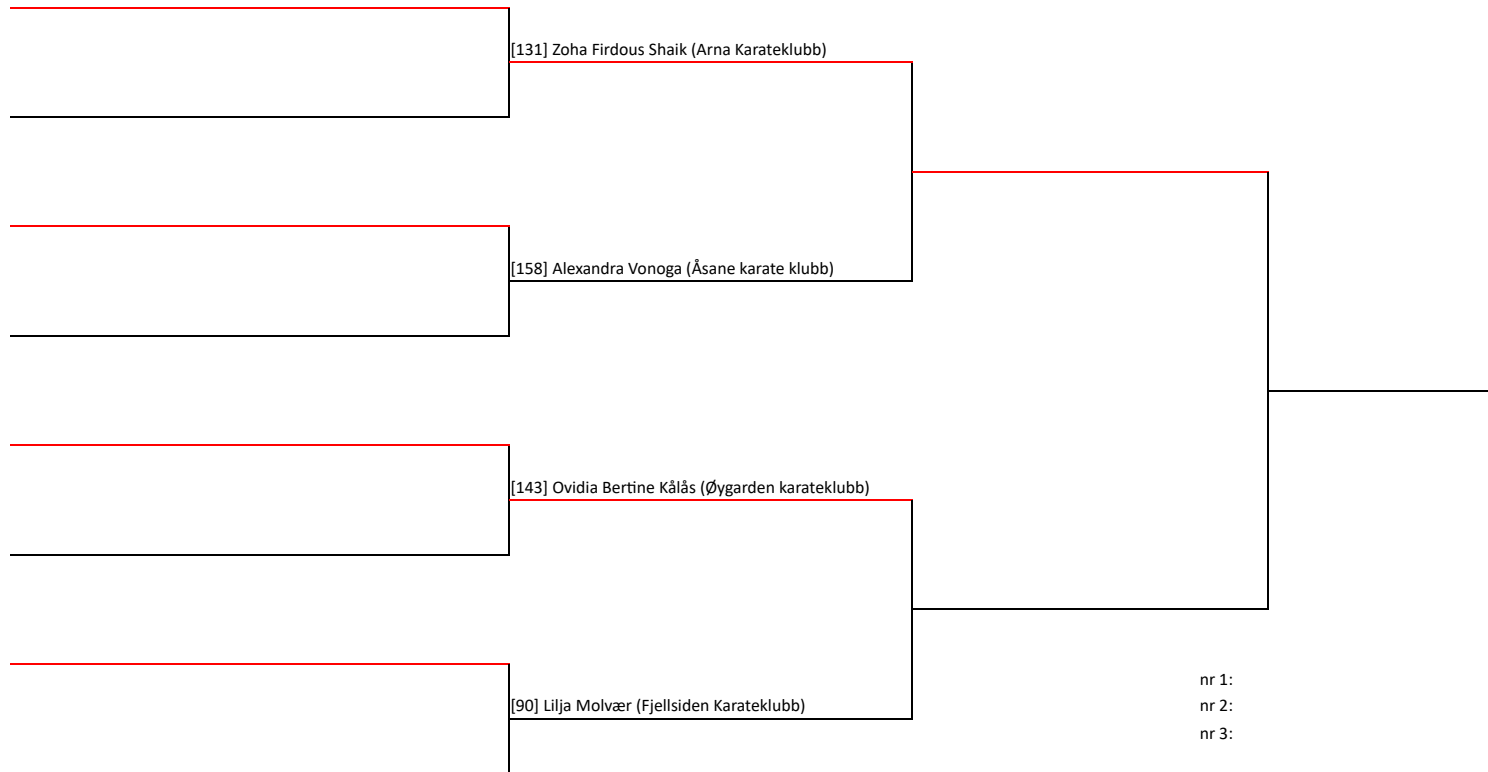 [131] Zoha Firdous Shaik (Arna Karateklubb)
[158] Alexandra Vonoga (Åsane karate klubb)
[143] Ovidia Bertine Kålås (Øygarden karateklubb)
[90] Lilja Molvær (Fjellsiden Karateklubb)
nr 1:
nr 2:
nr 3: